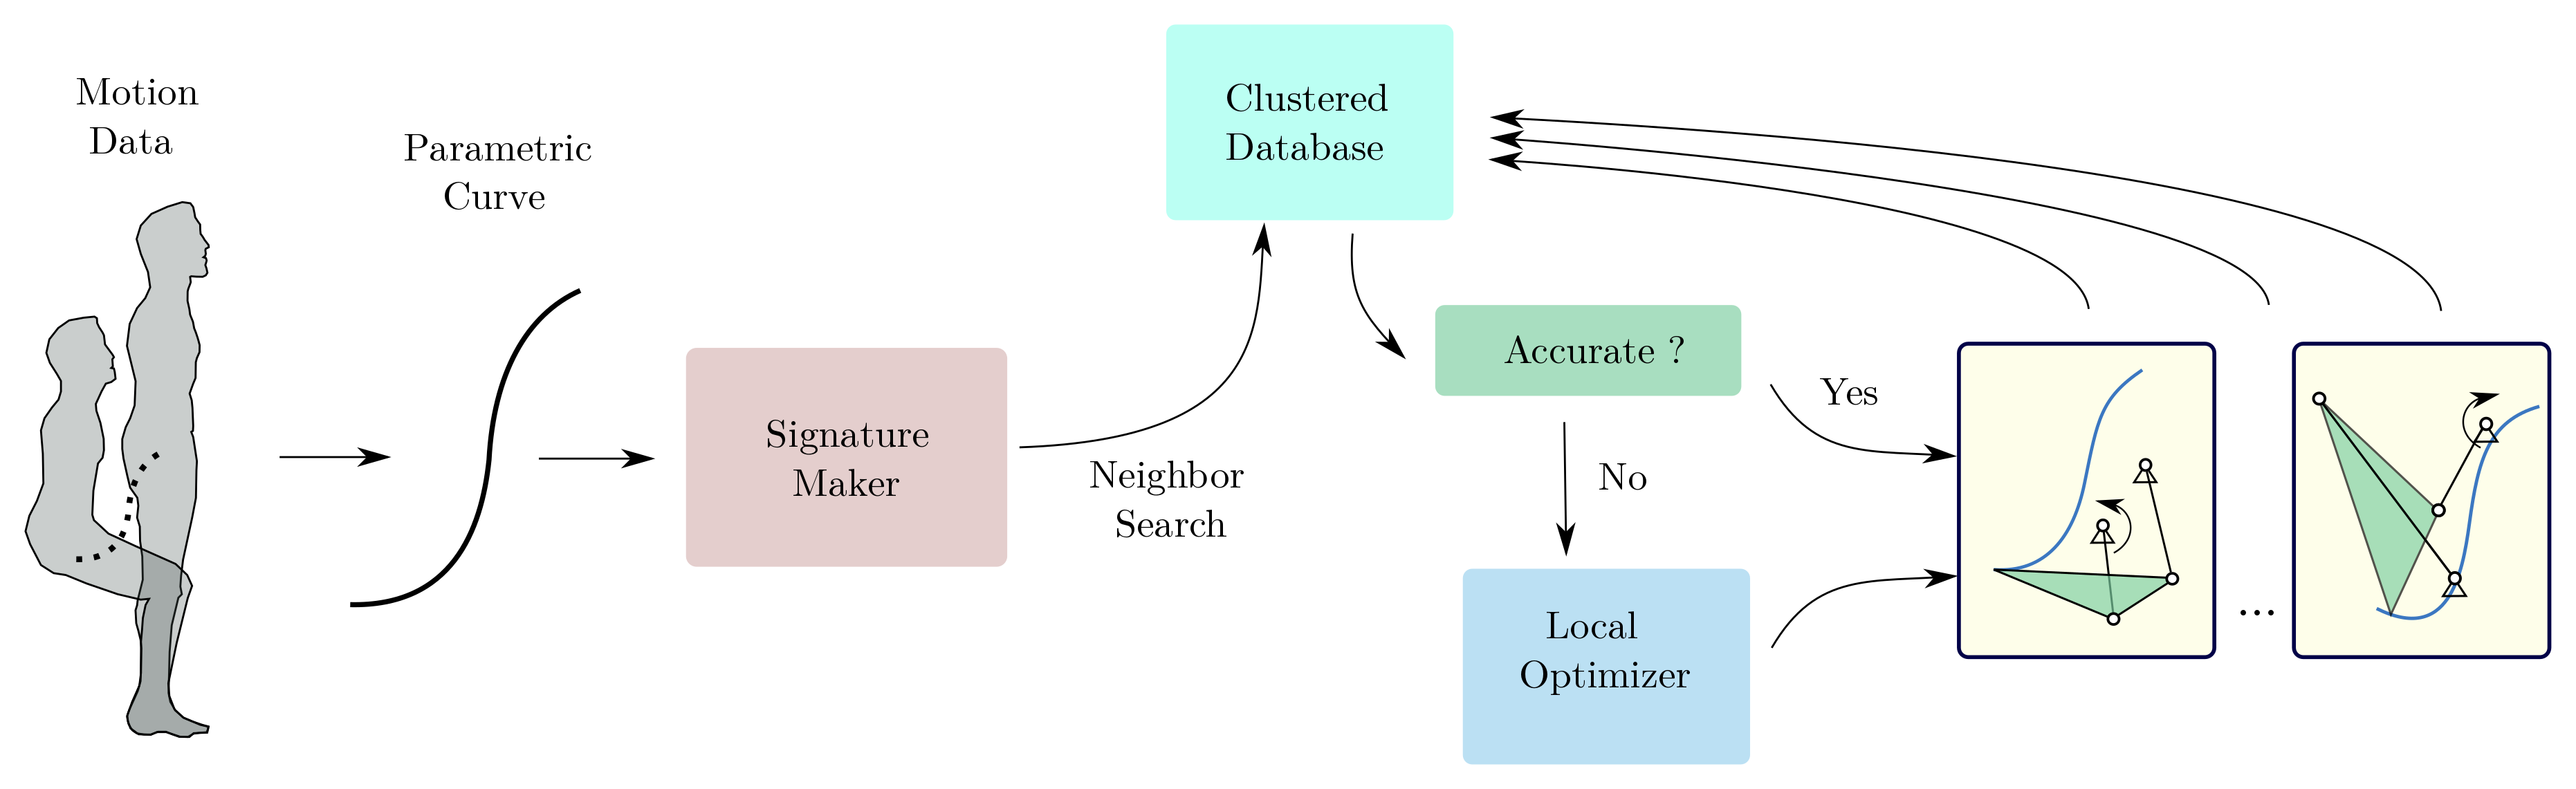 Motion
Data
Parametric
Curve
Signature
Maker
Neighbor
Search
Clustered
Database
Accurate ?
Yes
No
Local
Optimizer
...